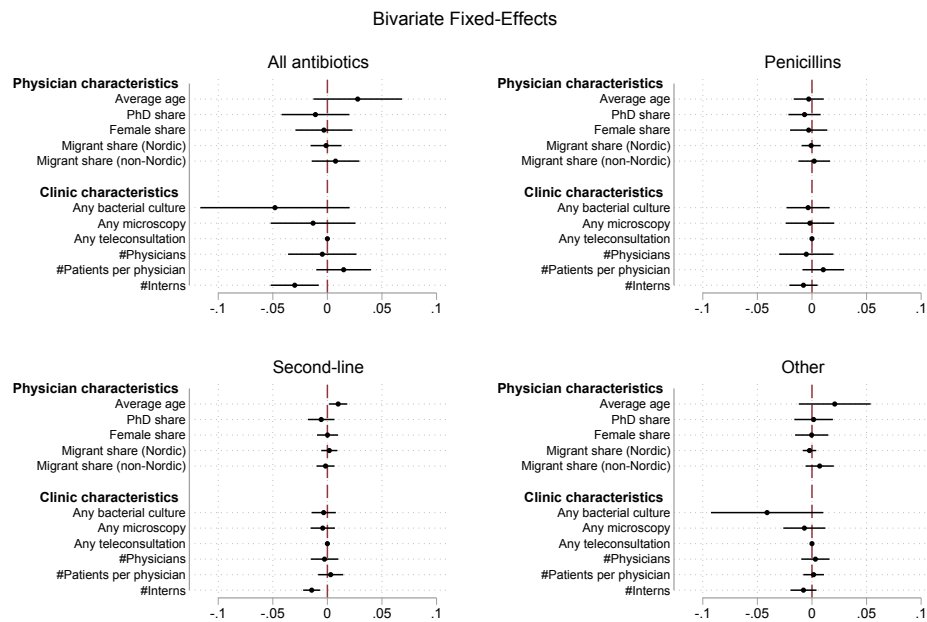 Bivariate Fixed-Effects
All antibiotics
Physician characteristics
Average age
PhD share
Female share
Migrant share (Nordic)
Migrant share (non-Nordic)
Clinic characteristics
Any bacterial culture
Any microscopy
Any teleconsultation
#Physicians
#Patients per physician
#Interns
-.1 -.05 0 .05 .1
Penicillins
Physician characteristics
Average age
PhD share
Female share
Migrant share (Nordic)
Migrant share (non-Nordic)
Clinic characteristics
Any bacterial culture
Any microscopy
Any teleconsultation
#Physicians
#Patients per physician
#Interns
-.1 -.05 0 .05 .1
Second-line
Physician characteristics
Average age
PhD share
Female share
Migrant share (Nordic)
Migrant share (non-Nordic)
Clinic characteristics
Any bacterial culture
Any microscopy
Any teleconsultation
#Physicians
#Patients per physician
#Interns
-.1 -.05 0 .05 .1
Other
Physician characteristics
Average age
PhD share
Female share
Migrant share (Nordic)
Migrant share (non-Nordic)
Clinic characteristics
Any bacterial culture
Any microscopy
Any teleconsultation
#Physicians
#Patients per physician
#Interns
-.1 -.05 0 .05 .1